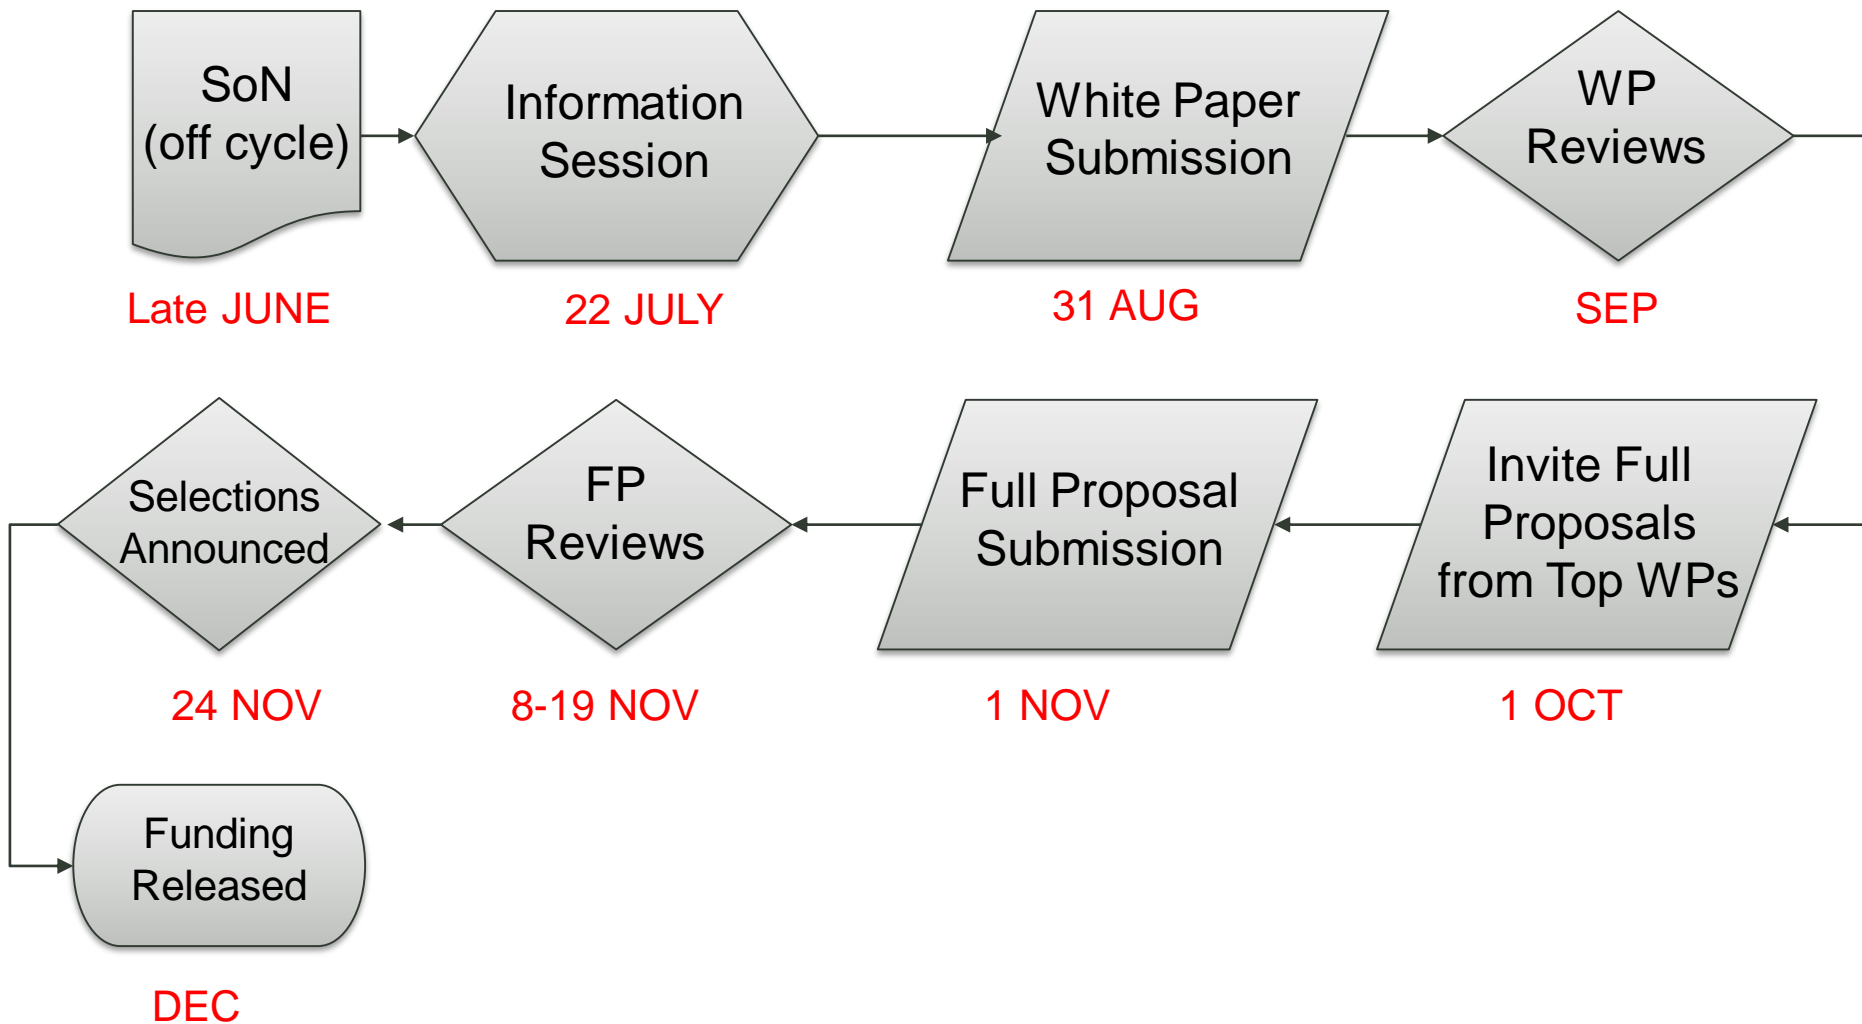 SoN
(off cycle)
Information
Session
White Paper
Submission
WP
Reviews
Late JUNE
22 JULY
31 AUG
SEP
Selections
Announced
FP
Reviews
Full Proposal
Submission
Invite Full
Proposals
from Top WPs
24 NOV
8-19 NOV
1 NOV
1 OCT
Funding
Released
DEC